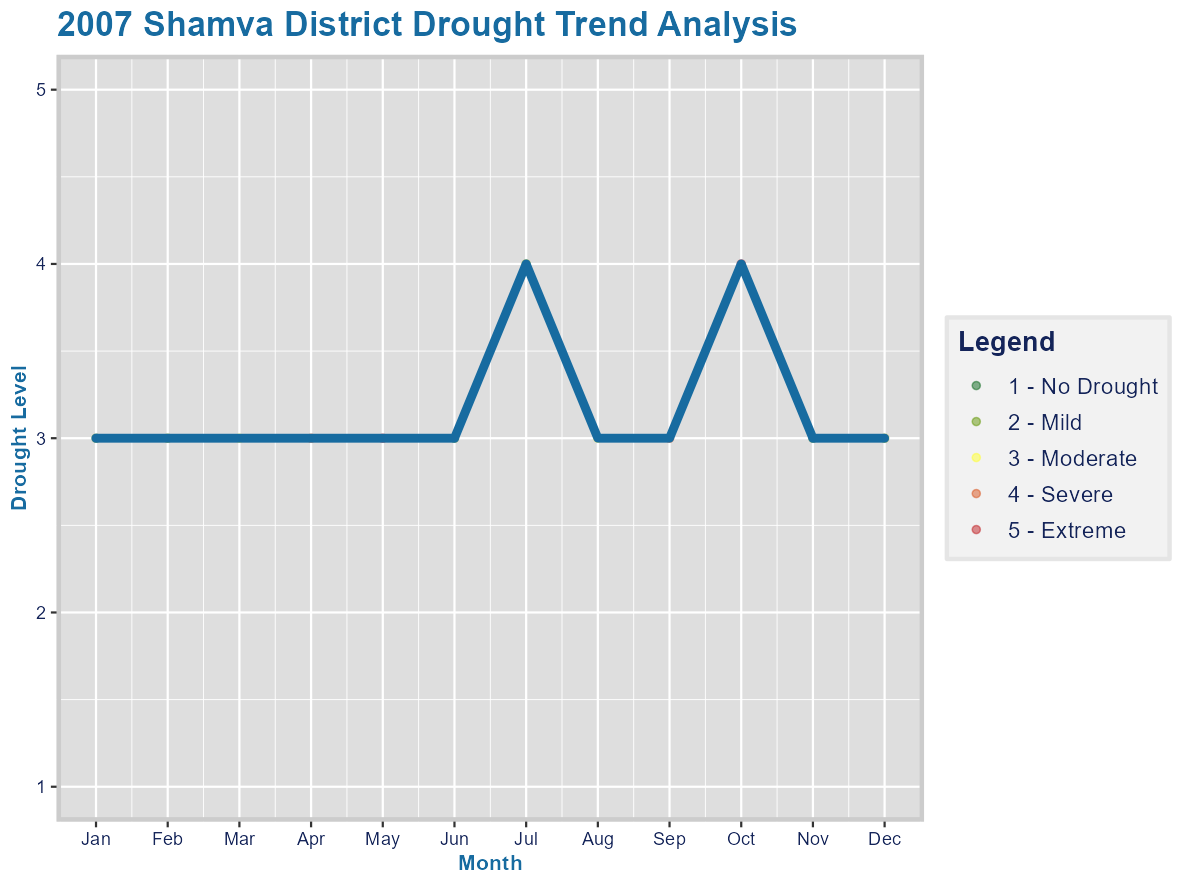 2007 Shamva District Drought Trend Analysis
5
4
3
2
1
Drought Level
Jan Feb Mar Apr May Jun Jul Aug Sep Oct Nov Dec
Month
Legend
1 - No Drought
2 - Mild
3 - Moderate
4 - Severe
5 - Extreme